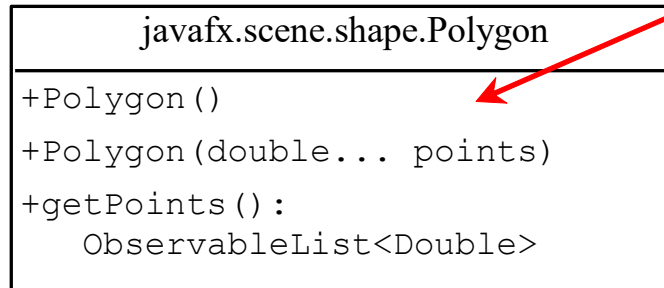 javafx.scene.shape.Polygon
+Polygon()
+Polygon(double... points)
+getPoints():
ObservableList<Double>